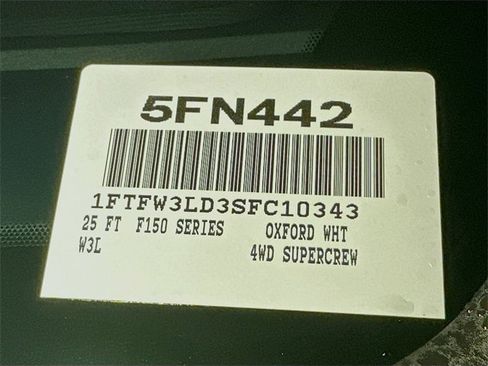 5FN442
1FTFW3LD3SFC10343
25 FT F150 SERIES OXFORD WHT
W3L 4WD SUPERCREW